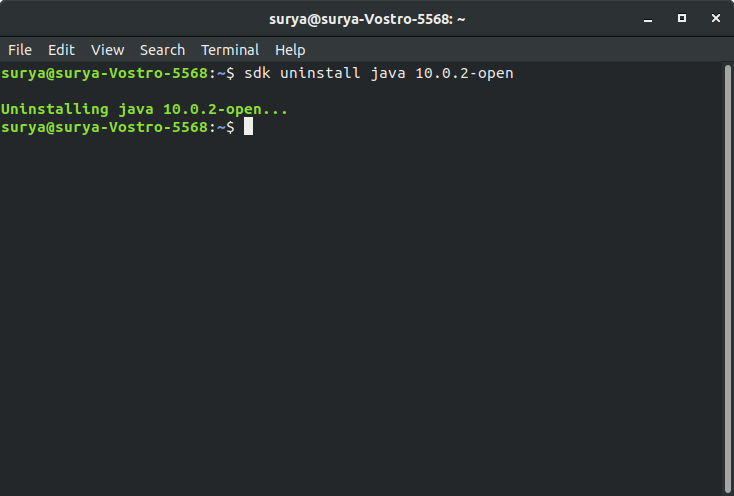 surya@surya-Vostro-5568: ~
File Edit View Search Terminal Help
surya@surya-Vostro-5568:~$ sdk uninstall java 10.0.2-open
Uninstalling java 10.0.2-open...
surya@surya-Vostro-5568:~$